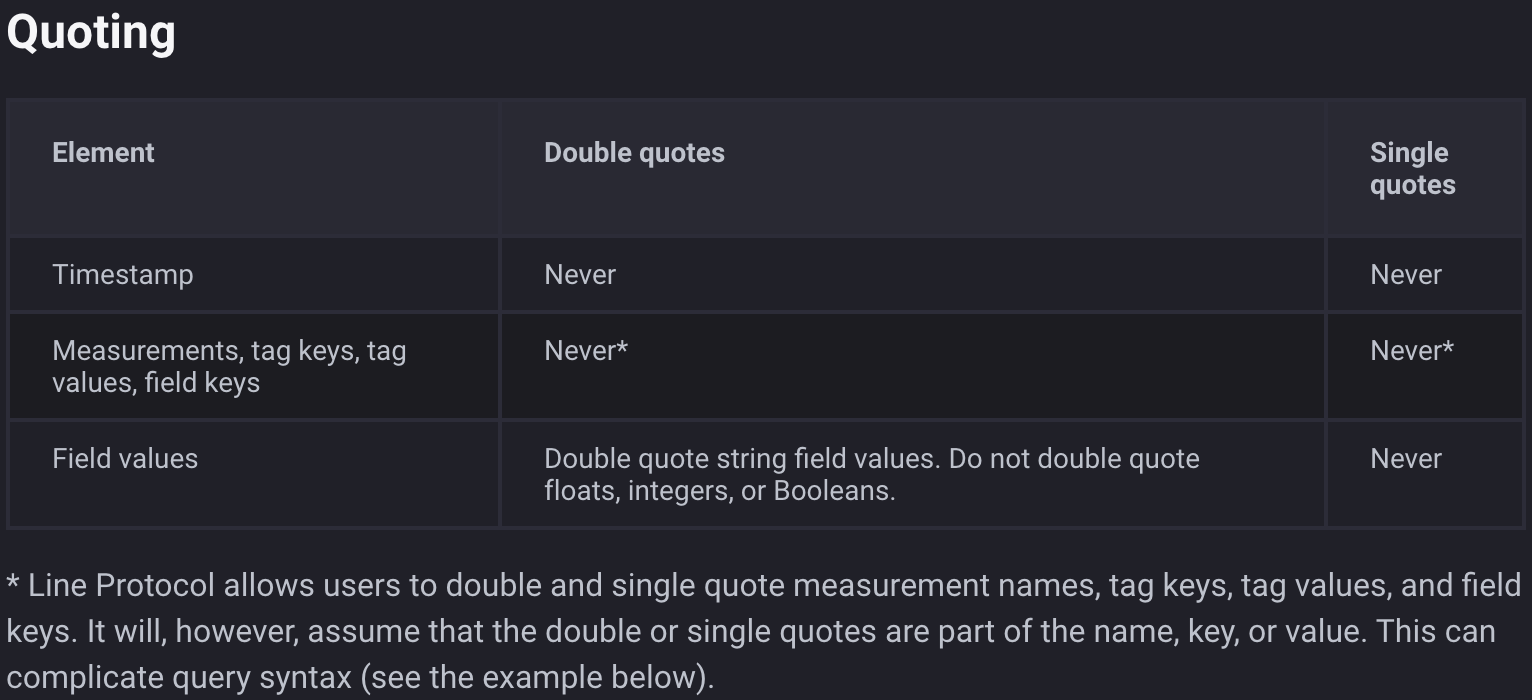 Quoting
Element
Double quotes
Single
quotes
Timestamp
Never
Never
Measurements, tag keys, tag
values, field keys
Never*
Never*
Field values
Double quote string field values. Do not double quote
floats, integers, or Booleans.
Never
* Line Protocol allows users to double and single quote measurement names, tag keys, tag values, and field
keys. It will, however, assume that the double or single quotes are part of the name, key, or value. This can
complicate query syntax (see the example below).